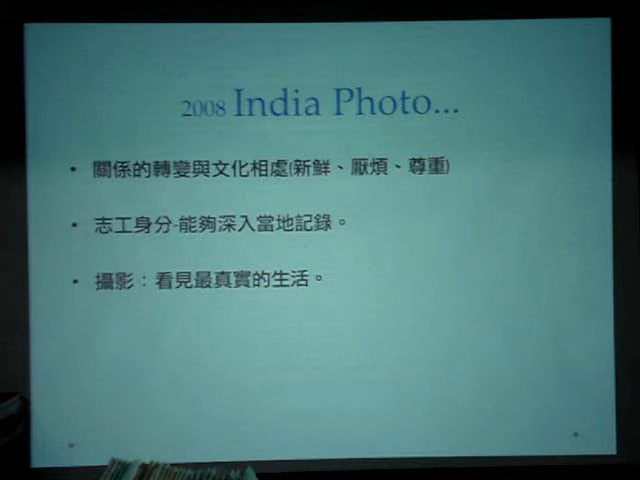 2008 India Photo...
• 關係的轉變與文化相處(新鮮、厭煩、尊重)
• 志工身分-能夠深入當地記錄。
• 攝影：看見最真實的生活。